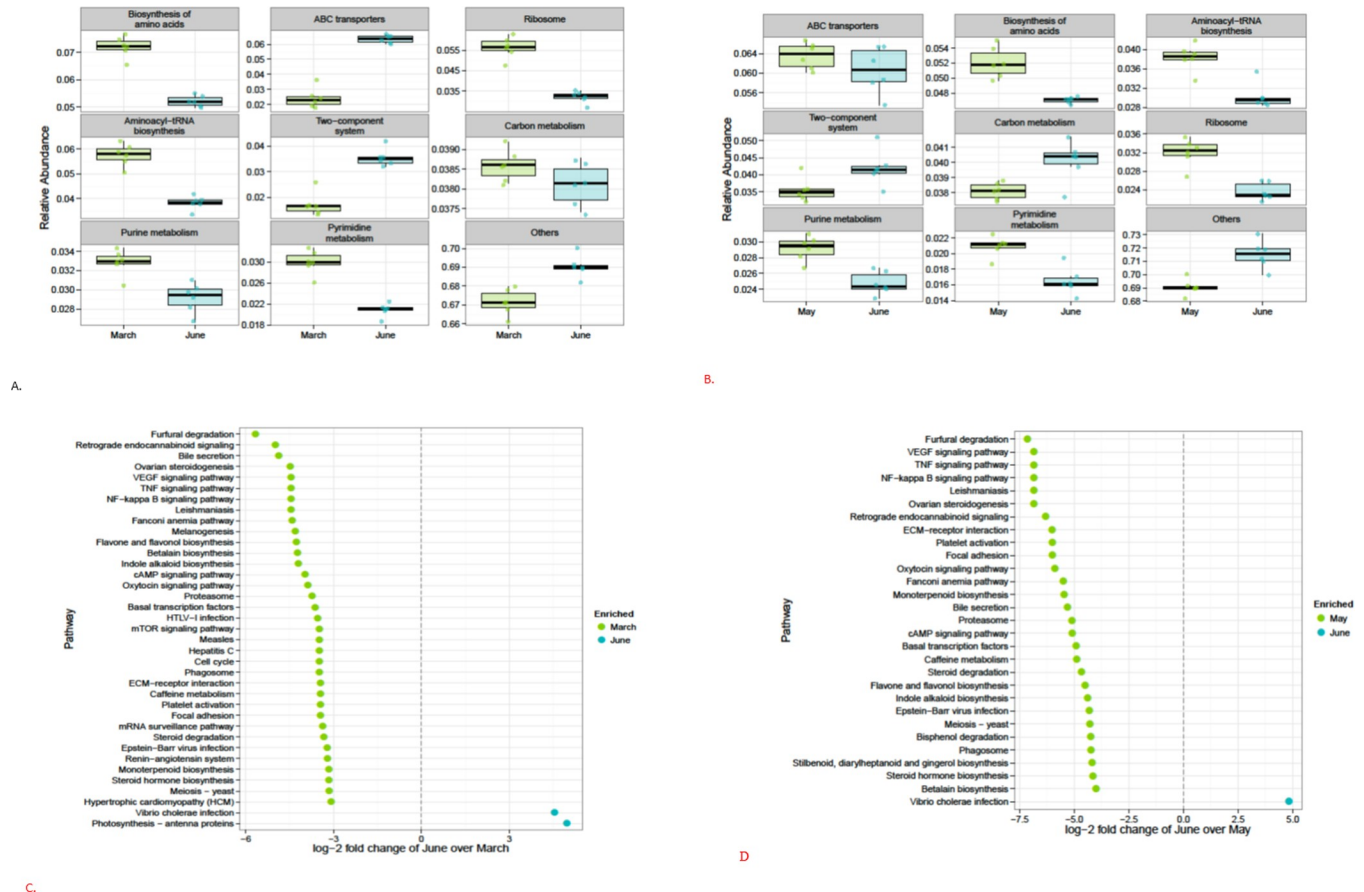 Biosynthesis of
amino acids
ABC transporters
Ribosome
0.07
0.06
0.05
0.06
0.05
0.04
0.03
0.02
0.055
0.045
0.035
Aminoacyl−tRNA
biosynthesis
Two−component
system
Carbon metabolism
0.06
0.05
0.04
0.04
0.03
0.02
0.0390
0.0385
0.0380
0.0375
Purine metabolism
Pyrimidine
metabolism
Others
0.034
0.032
0.030
0.028
0.030
0.026
0.022
0.018
0.70
0.69
0.68
0.67
0.66
Relative Abundance
March
June
March
June
March
June
A.
ABC transporters
Biosynthesis of
amino acids
Aminoacyl−tRNA
biosynthesis
0.064
0.060
0.056
0.054
0.052
0.050
0.048
0.040
0.036
0.032
0.028
Two−component
system
Carbon metabolism
Ribosome
0.050
0.045
0.040
0.035
0.041
0.040
0.039
0.038
0.036
0.032
0.028
0.024
Purine metabolism
Pyrimidine
metabolism
Others
0.030
0.028
0.026
0.024
0.022
0.020
0.018
0.016
0.014
0.73
0.72
0.71
0.70
0.69
0.68
Relative Abundance
May
June
May
June
May
June
B.
Furfural degradation
Retrograde endocannabinoid signaling
Bile secretion
Ovarian steroidogenesis
VEGF signaling pathway
TNF signaling pathway
NF−kappa B signaling pathway
Leishmaniasis
Fanconi anemia pathway
Melanogenesis
Flavone and flavonol biosynthesis
Betalain biosynthesis
Indole alkaloid biosynthesis
cAMP signaling pathway
Oxytocin signaling pathway
Proteasome
Basal transcription factors
HTLV−I infection
mTOR signaling pathway
Measles
Hepatitis C
Cell cycle
Phagosome
ECM−receptor interaction
Caffeine metabolism
Platelet activation
Focal adhesion
mRNA surveillance pathway
Steroid degradation
Epstein−Barr virus infection
Renin−angiotensin system
Monoterpenoid biosynthesis
Steroid hormone biosynthesis
Meiosis − yeast
Hypertrophic cardiomyopathy (HCM)
Vibrio cholerae infection
Photosynthesis − antenna proteins
Pathway
−6
−3
0
3
log−2 fold change of June over March
Enriched
March
June
C.
Furfural degradation
VEGF signaling pathway
TNF signaling pathway
NF−kappa B signaling pathway
Leishmaniasis
Ovarian steroidogenesis
Retrograde endocannabinoid signaling
ECM−receptor interaction
Platelet activation
Focal adhesion
Oxytocin signaling pathway
Fanconi anemia pathway
Monoterpenoid biosynthesis
Bile secretion
Proteasome
cAMP signaling pathway
Basal transcription factors
Caffeine metabolism
Steroid degradation
Flavone and flavonol biosynthesis
Indole alkaloid biosynthesis
Epstein−Barr virus infection
Meiosis − yeast
Bisphenol degradation
Phagosome
Stilbenoid, diarylheptanoid and gingerol biosynthesis
Steroid hormone biosynthesis
Betalain biosynthesis
Vibrio cholerae infection
Pathway
−7.5
−5.0
−2.5
0.0
2.5
5.0
log−2 fold change of June over May
Enriched
May
June
D